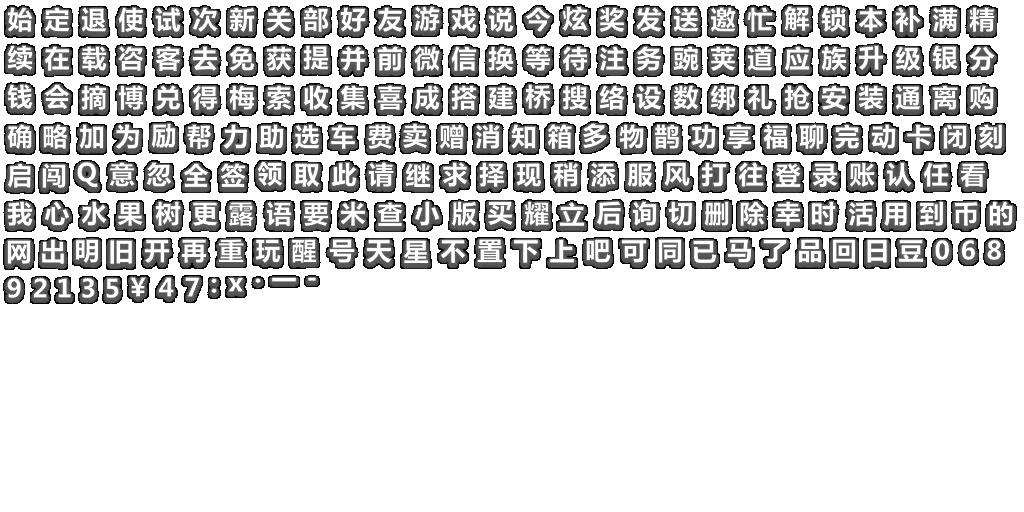 始定退使试次新关部好友游戏说今炫奖发送邀忙解锁本补满精
续在载咨客去免获提并前微信换等待注务豌荚道应族升级银分
钱会摘博兑得梅索收集喜成搭建桥搜络设数绑礼抢安装通离购
确略加为励帮力助选车费卖赠消知箱多物鹊功享福聊完动卡闭刻
启闯Q意忍全签领取此请继求择现稍添服风打往登录账认任看
我心水果树更露语要米查小版买耀立后询切删除幸时活用到币的
网出明旧开再重玩醒号天星不置下上吧可同已马了品回日豆068
92135¥47:x·一-